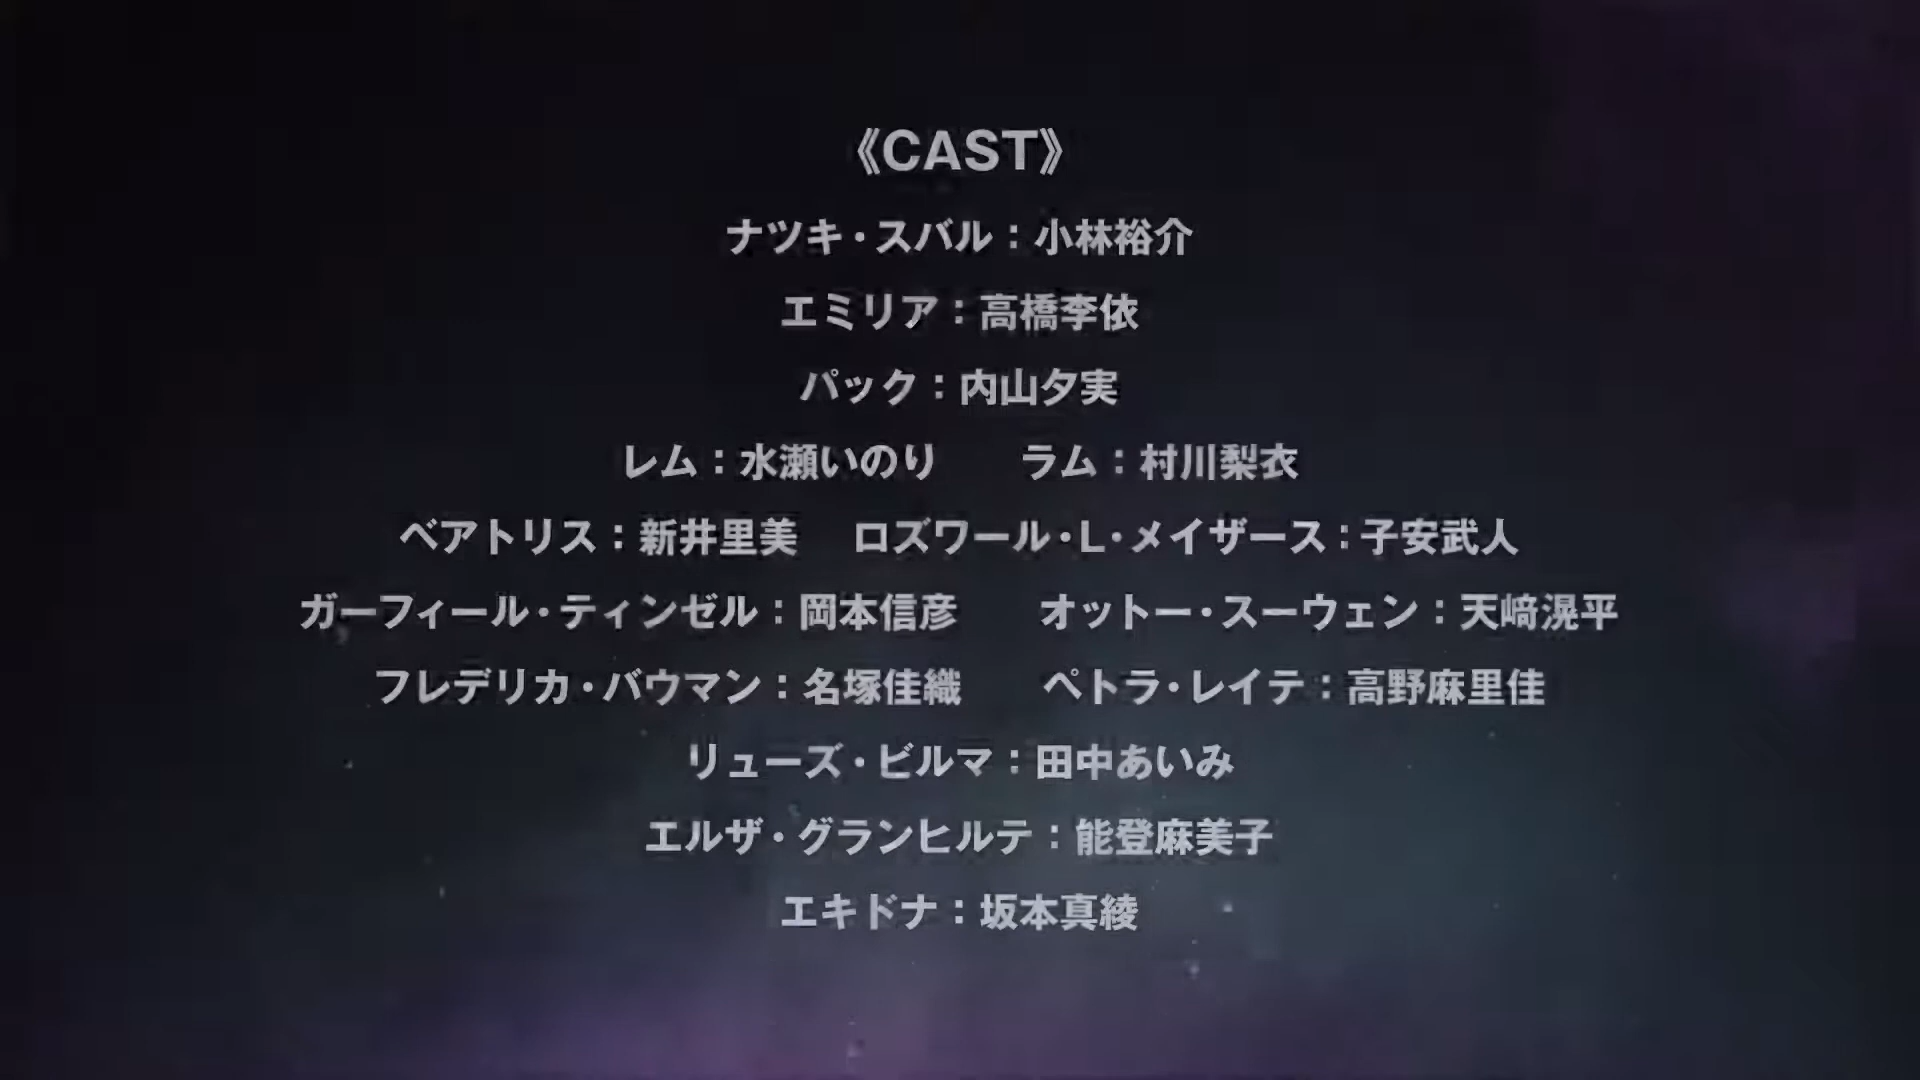 《CAST》
ナツキ・スバル：小林裕介
エミリア：高橋李依
パック：内山夕実
レム：水瀬いのり　　ラム：村川梨衣
ベアトリス：新井里美　ロズワール・L・メイザース：子安武人
ガーフィール・ティンゼル：岡本信彦　　オットー・スーウェン：天﨑滉平
フレデリカ・バウマン：名塚佳織　　ペトラ・レイテ：高野麻里佳
リューズ・ビルマ：田中あいみ
エルザ・グランヒルテ：能登麻美子
エキドナ：坂本真綾